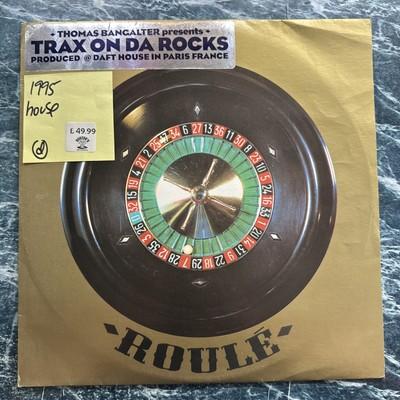 THOMAS BANGALTER presents
TRAX ON DA ROCKS
PRODUCED @ DAFT HOUSE IN PARIS FRANCE
1995
house
£49.99
ROULÉ